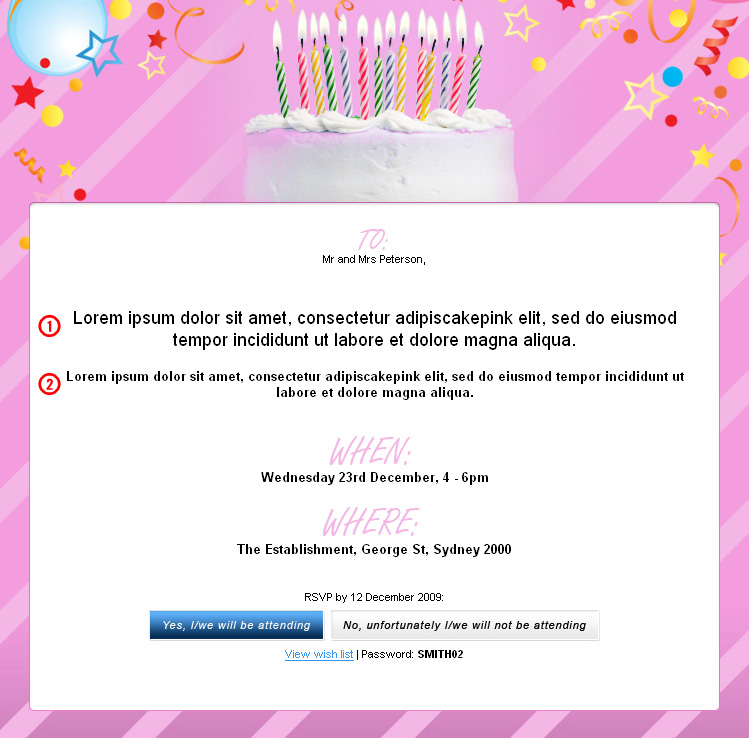 TO:
Mr and Mrs Peterson,
1 Lorem ipsum dolor sit amet, consectetur adipiscakepink elit, sed do eiusmod
tempor incididunt ut labore et dolore magna aliqua.
2 Lorem ipsum dolor sit amet, consectetur adipiscakepink elit, sed do eiusmod tempor incididunt ut
labore et dolore magna aliqua.
WHEN:
Wednesday 23rd December, 4 - 6pm
WHERE:
The Establishment, George St, Sydney 2000
RSVP by 12 December 2009:
Yes, I/we will be attending No, unfortunately I/we will not be attending
View wish list | Password: SMITH02